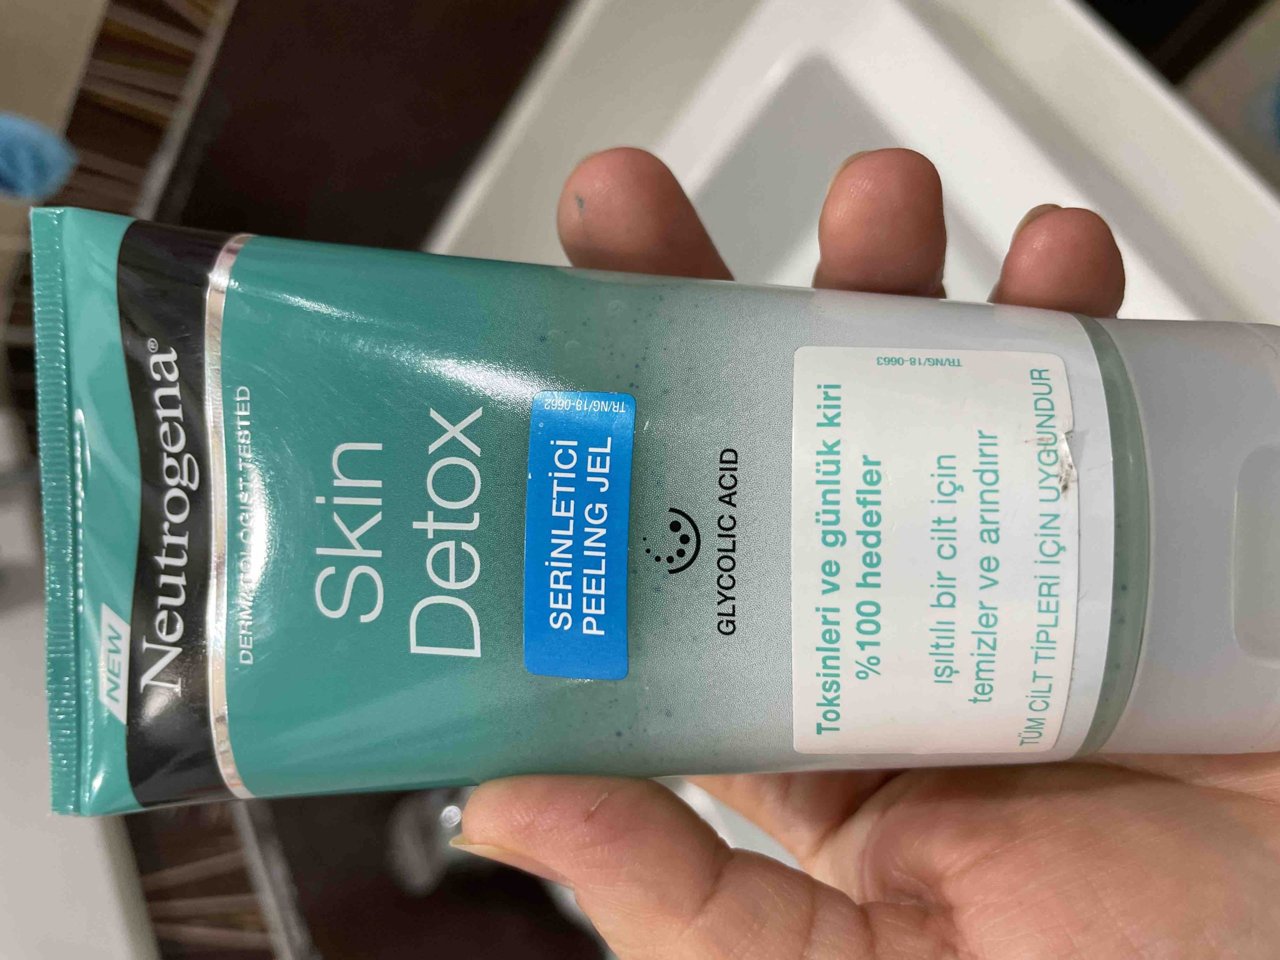 NEW
Neutrogena®
DERMATOLOGIST TESTED
Skin
Detox
TR/NG/18-0662
SERİNLETİCİ
PEELING JEL
GLYCOLIC ACID
Toksinleri ve günlük kiri
%100 hedefler
ışıltılı bir cilt için
temizler ve arındırır
TÜM CİLT TİPLERİ İÇİN UYGUNDUR
TR/NG/18-0663